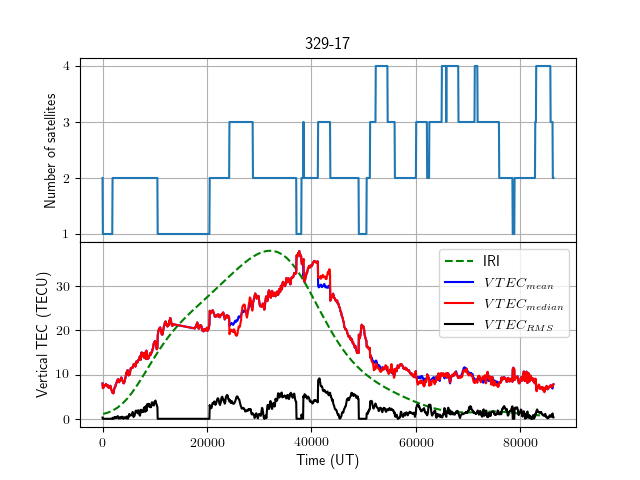 329-17
Number of satellites
4
3
2
1
Vertical TEC (TECU)
30
20
10
0
IRI
VTEC_mean
VTEC_median
VTEC_RMS
0 20000 40000 60000 80000
Time (UT)